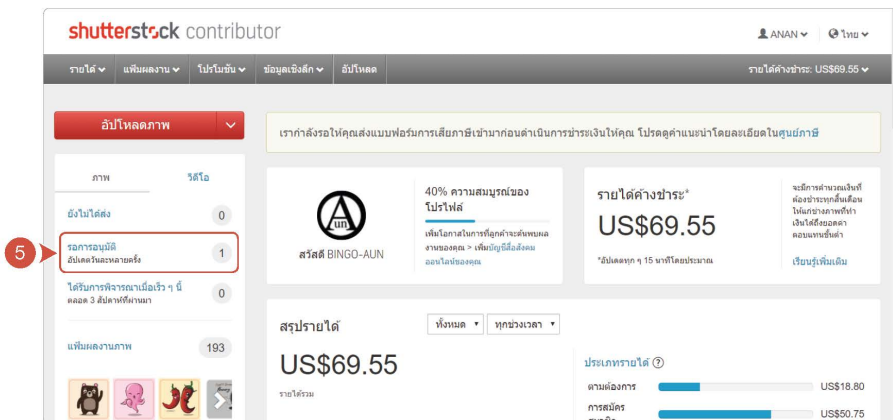 shutterstock contributor
ANAN
ไทย
รายได้
แฟ้มผลงาน
โปรโมชั่น
ข้อมูลเชิงลึก
อัปโหลด
รายได้ค้างชำระ: US$69.55
อัปโหลดภาพ
เรากำลังรอให้คุณส่งแบบฟอร์มการเสียภาษีเข้ามาก่อนดำเนินการชำระเงินให้คุณ โปรดดูคำแนะนำโดยละเอียดในศูนย์ภาษี
ภาพ
วิดีโอ
ยังไม่ได้ส่ง
0
5
รอการอนุมัติ
อัปเดตวันละหลายครั้ง
1
ได้รับการพิจารณาเมื่อเร็ว ๆ นี้
ตลอด 3 สัปดาห์ที่ผ่านมา
0
แฟ้มผลงานภาพ
193
Aun
สวัสดี BINGO-AUN
40% ความสมบูรณ์ของ
โปรไฟล์
เพิ่มโอกาสในการที่ลูกค้าจะค้นพบผล
งานของคุณ > เพิ่มบัญชีสื่อสังคม
ออนไลน์ของคุณ
รายได้ค้างชำระ*
US$69.55
*อัปเดตทุก ๆ 15 นาทีโดยประมาณ
จะมีการคำนวณเงินที่
ต้องชำระทุกสิ้นเดือน
ให้แก่ช่างภาพที่ทำ
เงินได้ถึงยอดค่า
ตอบแทนขั้นต่ำ
เรียนรู้เพิ่มเติม
สรุปรายได้
ทั้งหมด
ทุกช่วงเวลา
US$69.55
รายได้รวม
ประเภทรายได้ ?
ตามต้องการ
US$18.80
การสมัคร
สมาชิก
US$50.75